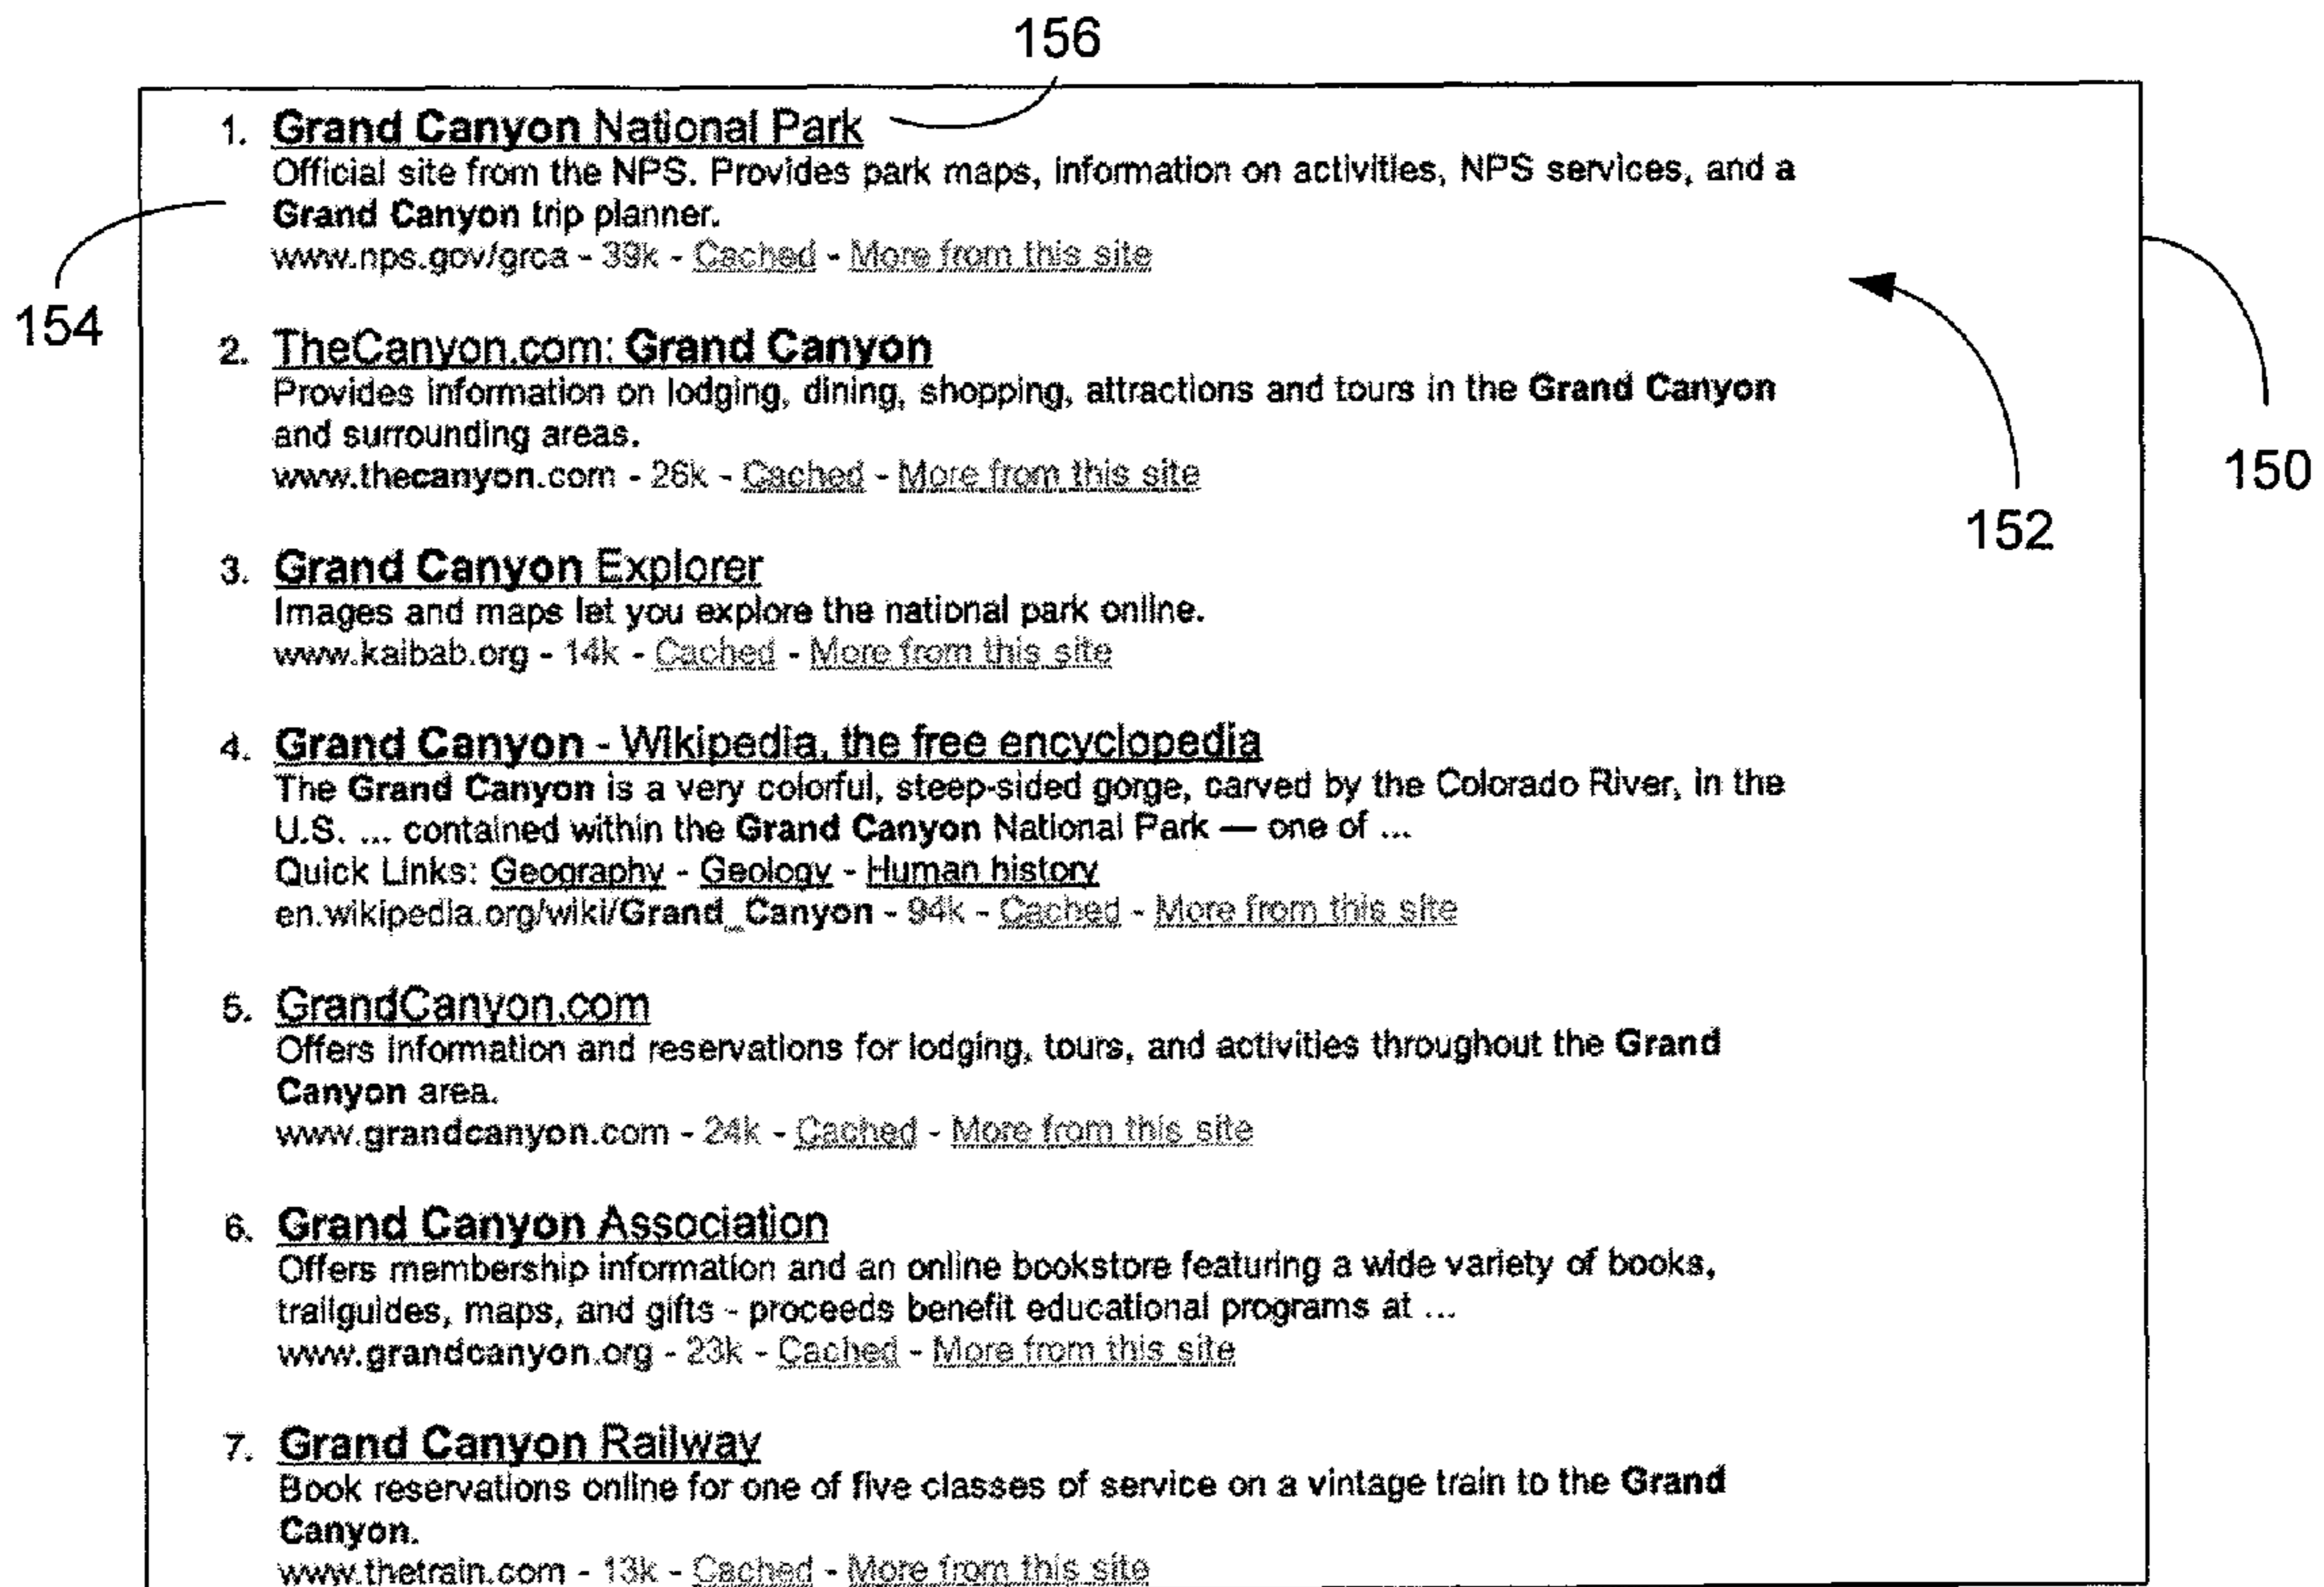 156
1. Grand Canyon National Park
Official site from the NPS. Provides park maps, information on activities, NPS services, and a
Grand Canyon trip planner.
www.nps.gov/grca - 39k - Cached - More from this site
154
2. TheCanyon.com: Grand Canyon
Provides information on lodging, dining, shopping, attractions and tours in the Grand Canyon
and surrounding areas.
www.thecanyon.com - 26k - Cached - More from this site
150
152
3. Grand Canyon Explorer
Images and maps let you explore the national park online.
www.kaibab.org - 14k - Cached - More from this site
4. Grand Canyon - Wikipedia, the free encyclopedia
The Grand Canyon is a very colorful, steep-sided gorge, carved by the Colorado River, in the
U.S. ... contained within the Grand Canyon National Park — one of ...
Quick Links: Geography - Geology - Human history
en.wikipedia.org/wiki/Grand_Canyon - 94k - Cached - More from this site
5. GrandCanyon.com
Offers information and reservations for lodging, tours, and activities throughout the Grand
Canyon area.
www.grandcanyon.com - 24k - Cached - More from this site
6. Grand Canyon Association
Offers membership information and an online bookstore featuring a wide variety of books,
trailguides, maps, and gifts - proceeds benefit educational programs at ...
www.grandcanyon.org - 23k - Cached - More from this site
7. Grand Canyon Railway
Book reservations online for one of five classes of service on a vintage train to the Grand
Canyon.
www.thetrain.com - 13k - Cached - More from this site